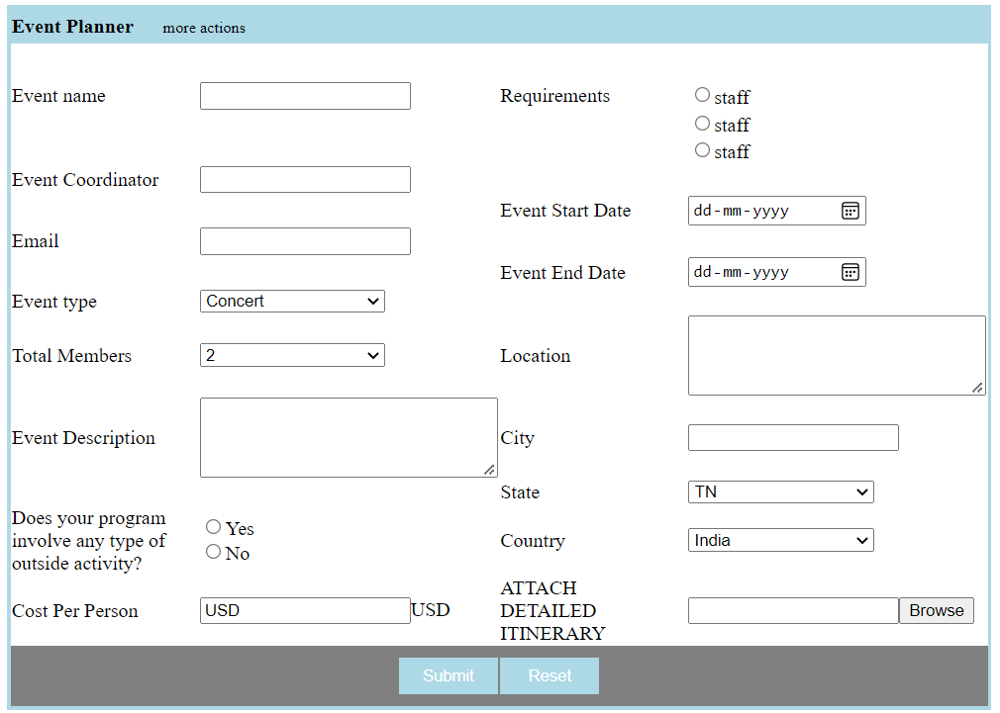 Event Planner more actions
Event name
Requirements
staff
staff
staff
Event Coordinator
Event Start Date
dd-mm-yyyy
Email
Event End Date
dd-mm-yyyy
Event type
Concert
Total Members
2
Location
Event Description
City
State
TN
Does your program
involve any type of
outside activity?
Yes
No
Country
India
Cost Per Person
USD USD
ATTACH
DETAILED
ITINERARY
Browse
Submit Reset